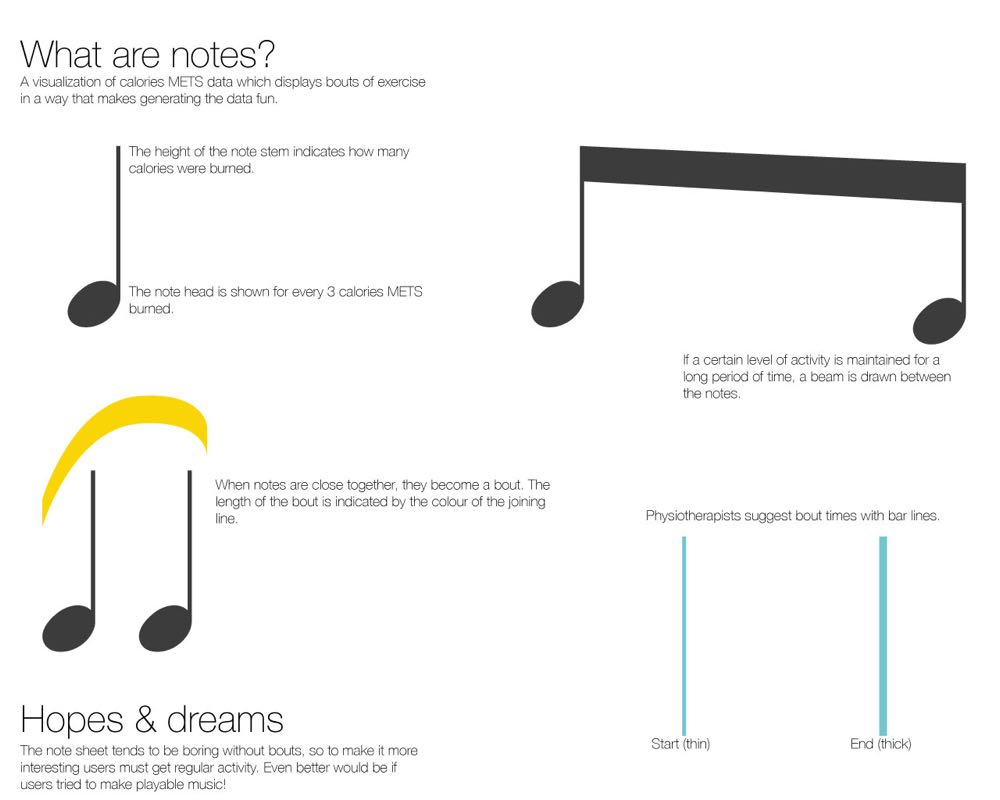 What are notes?
A visualization of calories METS data which displays bouts of exercise
in a way that makes generating the data fun.
The height of the note stem indicates how many
calories were burned.
The note head is shown for every 3 calories METS
burned.
If a certain level of activity is maintained for a
long period of time, a beam is drawn between
the notes.
When notes are close together, they become a bout. The
length of the bout is indicated by the colour of the joining
line.
Physiotherapists suggest bout times with bar lines.
Start (thin)
End (thick)
Hopes & dreams
The note sheet tends to be boring without bouts, so to make it more
interesting users must get regular activity. Even better would be if
users tried to make playable music!